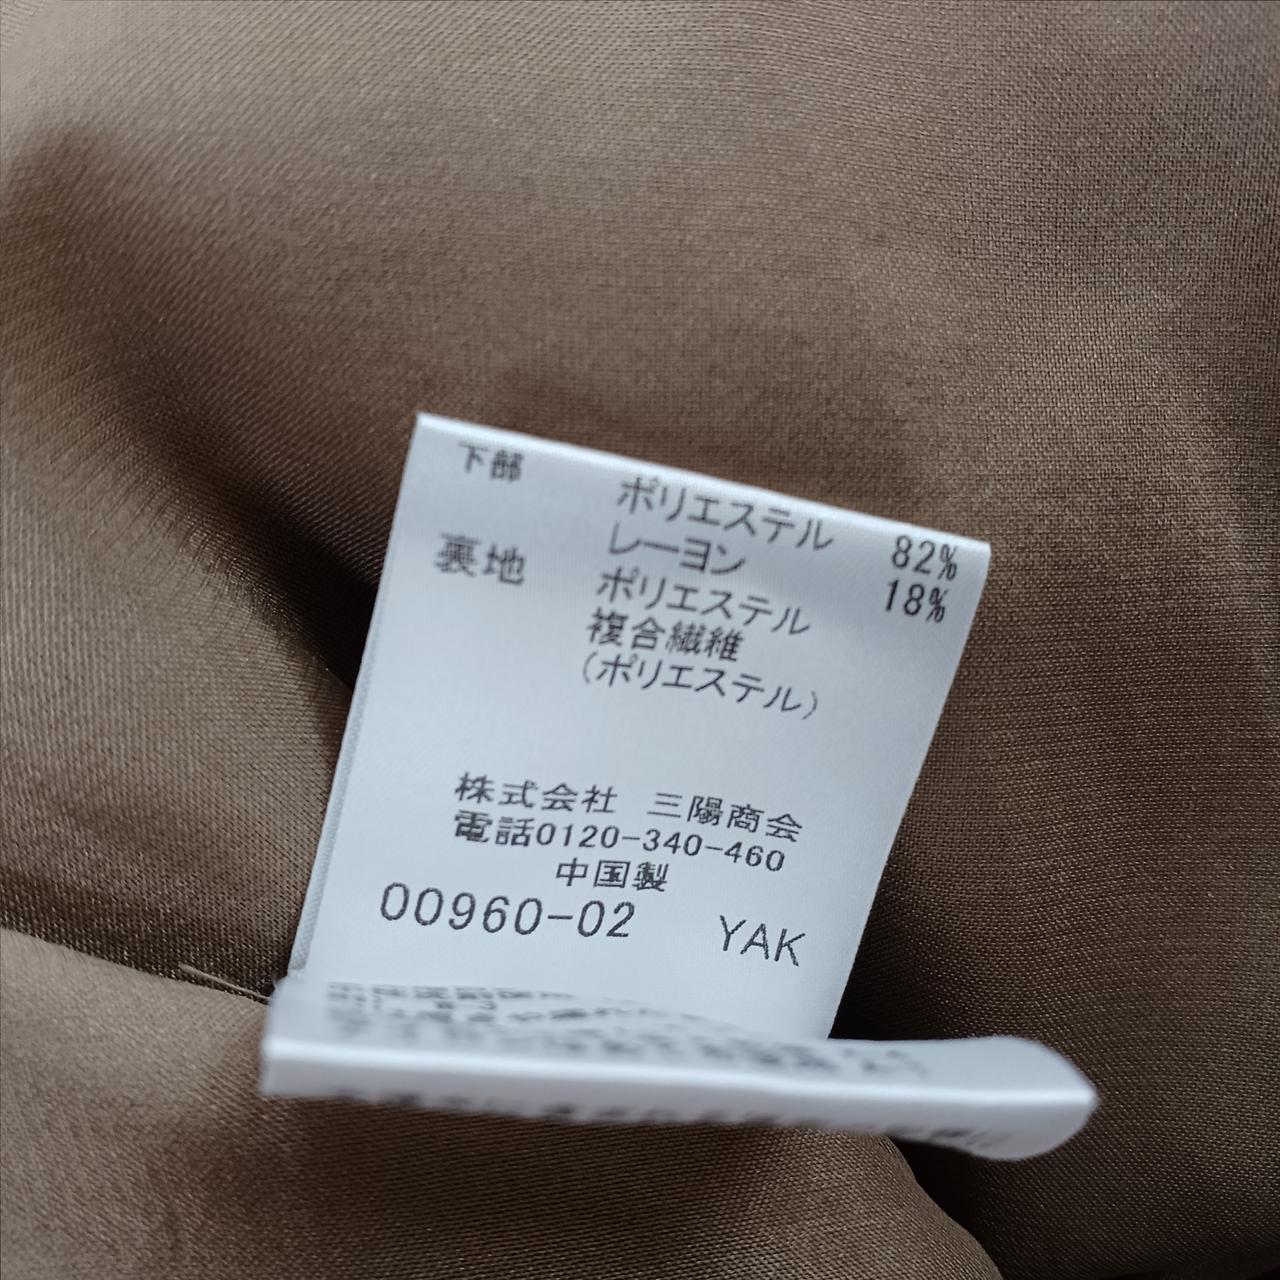 下部 ポリエステル 82%
レーヨン 18%
裏地 ポリエステル
複合繊維
(ポリエステル)
株式会社 三陽商会
電話0120-340-460
中国製
00960-02 YAK